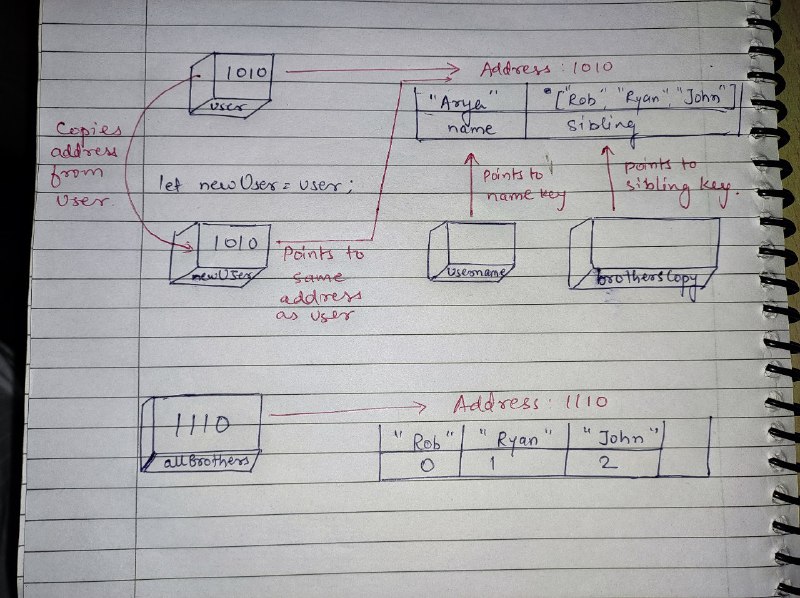 1010
user
Address : 1010
"Arya"
name
["Rob", "Ryan", "John"]
sibling
Copies
address
from
user.
let newUser = user;
1010
newUser
Points to
same
address
as user
points to
name key
points to
sibling key.
username
brothersCopy
1110
allBrothers
Address : 1110
"Rob" "Ryan" "John"
0 1 2